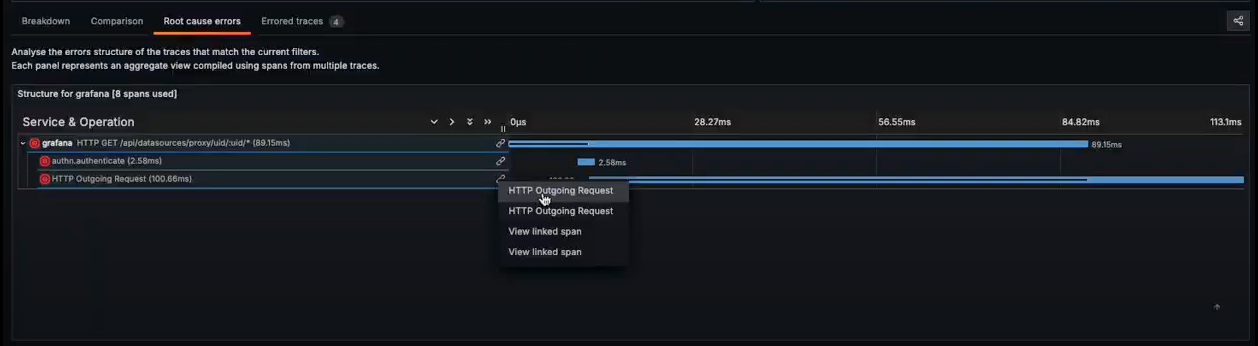 Breakdown Comparison Root cause errors Errored traces 4
Analyse the errors structure of the traces that match the current filters.
Each panel represents an aggregate view compiled using spans from multiple traces.
Structure for grafana [8 spans used]
Service & Operation 0μs 28.27ms 56.55ms 84.82ms 113.1ms
grafana HTTP GET /api/datasources/proxy/uid/:uid/* (89.15ms) 89.15ms
authn.authenticate (2.58ms) 2.58ms
HTTP Outgoing Request (100.66ms)
HTTP Outgoing Request
HTTP Outgoing Request
View linked span
View linked span